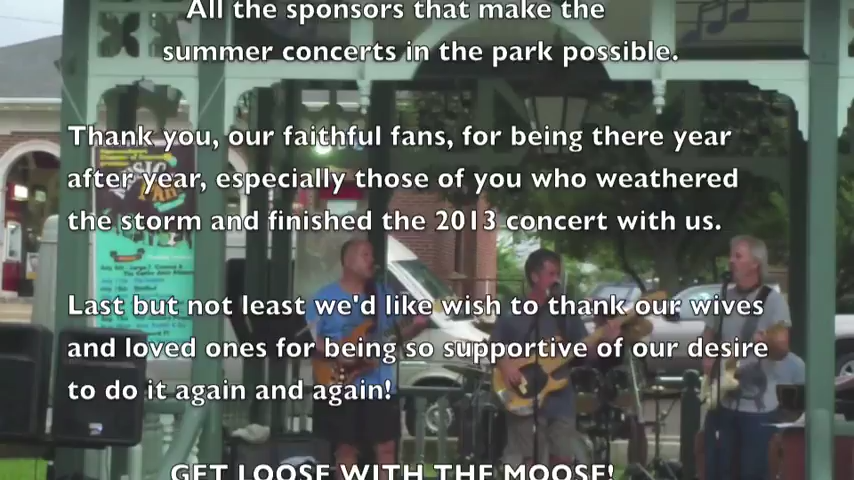 All the sponsors that make the
summer concerts in the park possible.
Thank you, our faithful fans, for being there year
after year, especially those of you who weathered
the storm and finished the 2013 concert with us.
Last but not least we'd like wish to thank our wives
and loved ones for being so supportive of our desire
to do it again and again!
GET LOOSE WITH THE MOOSE!